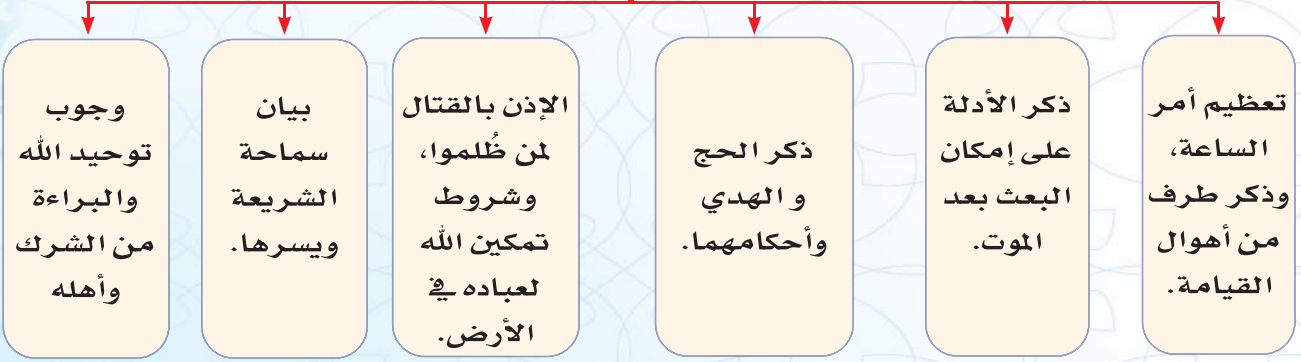 تعظيم أمر
الساعة،
وذكر طرف
من أهوال
القيامة.
ذكر الأدلة
على إمكان
البعث بعد
الموت.
ذكر الحج
و الهدي
وأحكامهما.
الإذن بالقتال
لمن ظُلموا،
وشروط
تمكين الله
لعباده في
الأرض.
بيان
سماحة
الشريعة
ويسرها.
وجوب
توحيد الله
والبراءة
من الشرك
وأهله